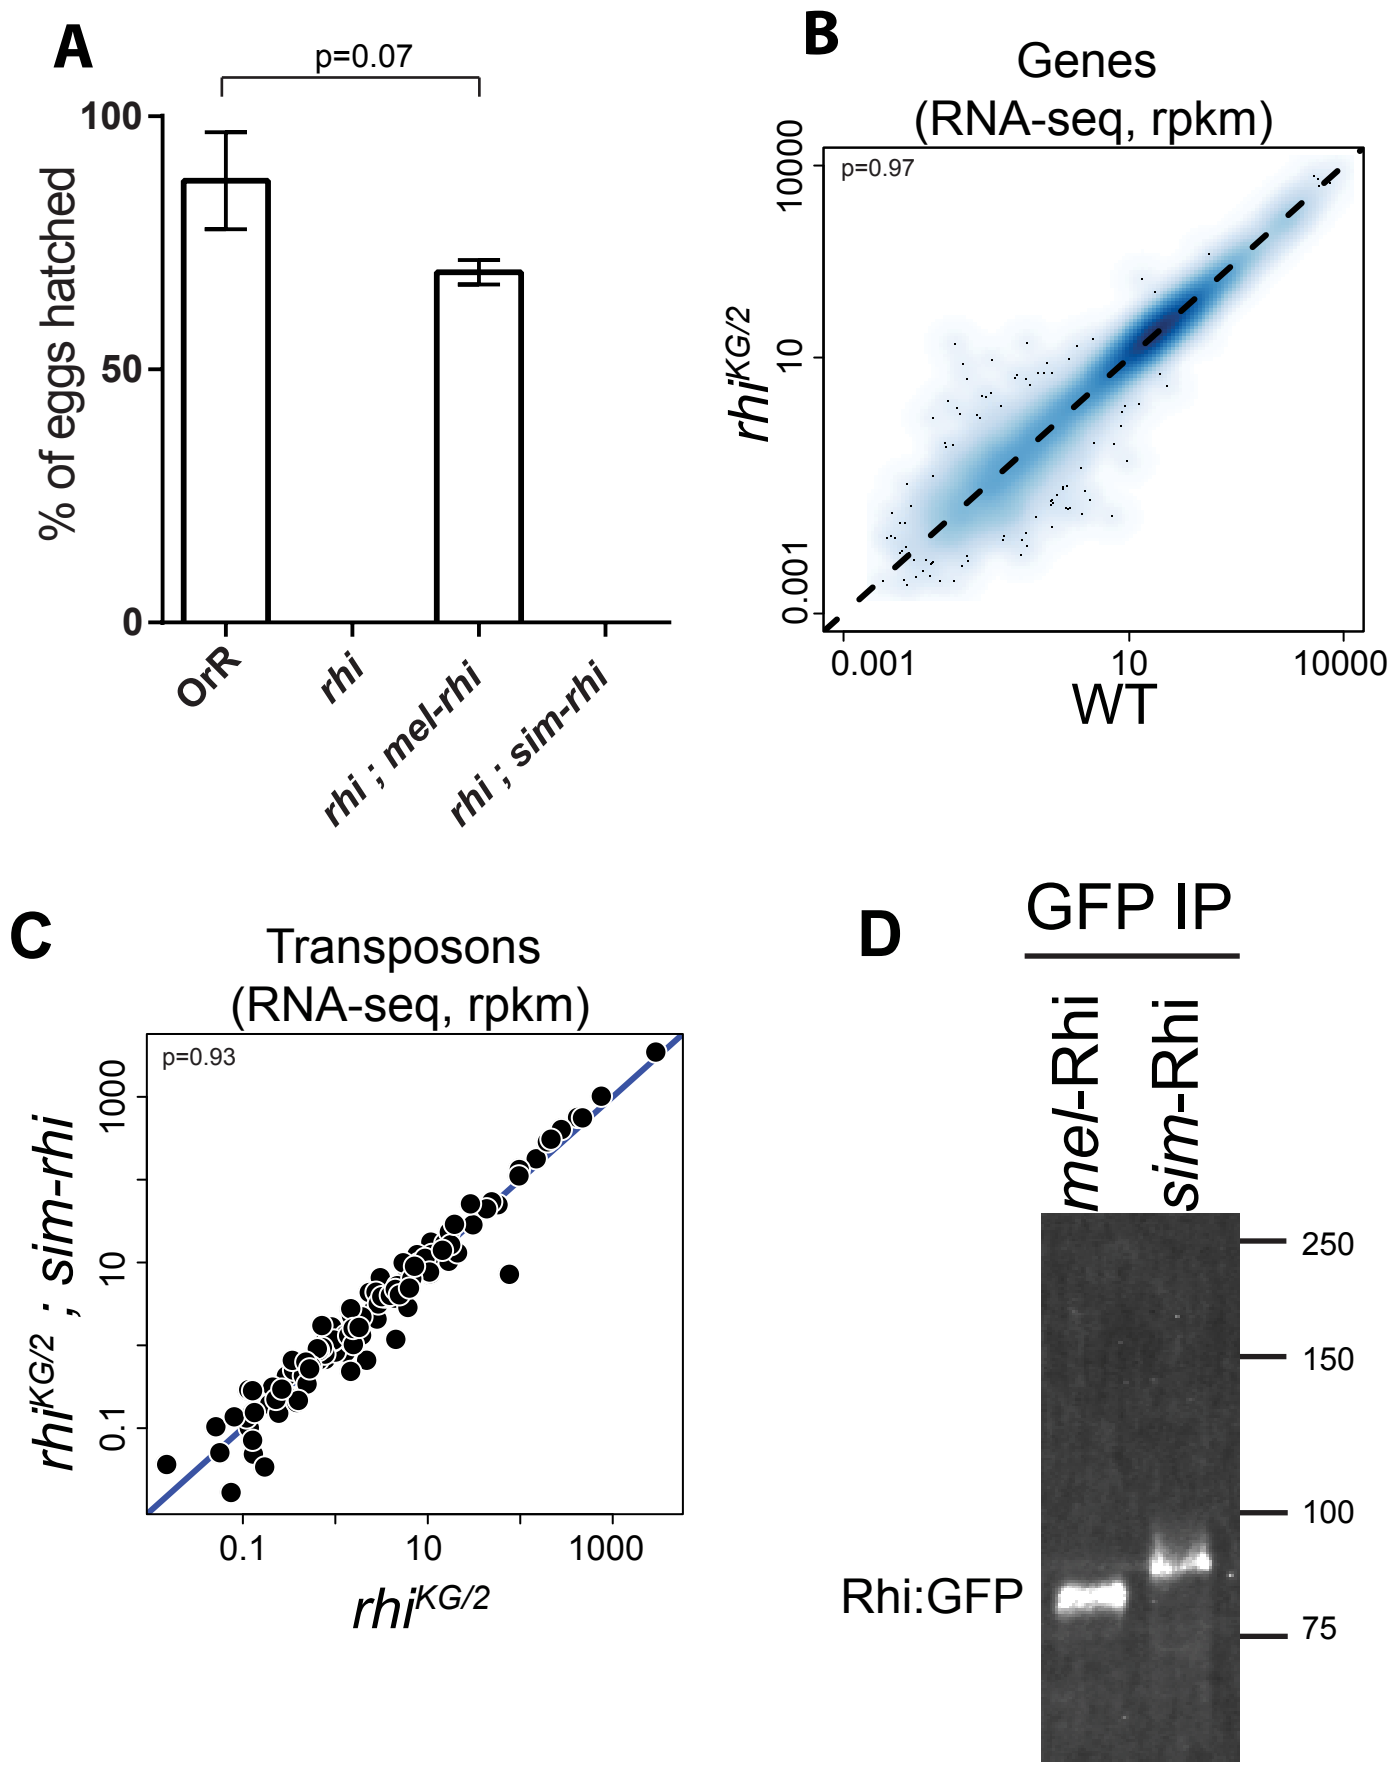 A
p=0.07
% of eggs hatched
100
50
0
OrR
rhi
rhi ; mel-rhi
rhi ; sim-rhi
B
Genes
(RNA-seq, rpkm)
p=0.97
rhiKG/2
10000
10
0.001
0.001
10
10000
WT
C
Transposons
(RNA-seq, rpkm)
p=0.93
rhiKG/2 ; sim-rhi
1000
10
0.1
0.1
10
1000
rhiKG/2
D
GFP IP
mel-Rhi
sim-Rhi
250
150
100
75
Rhi:GFP